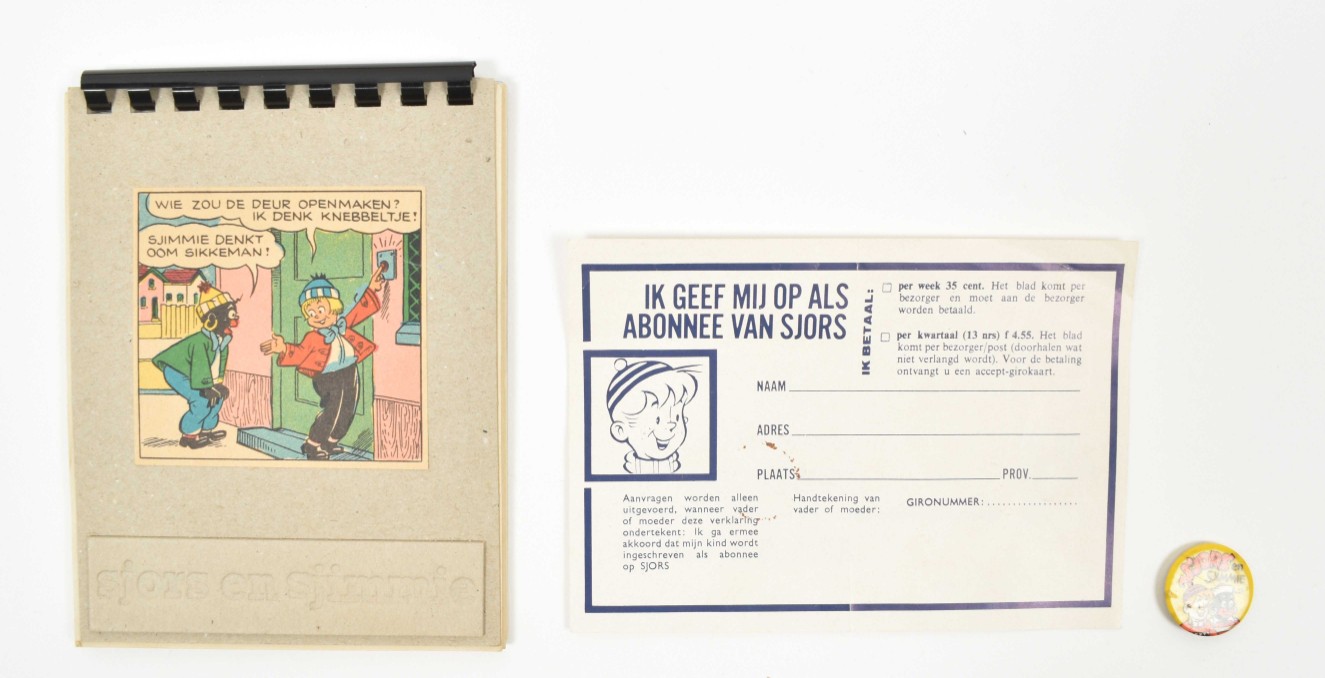 WIE ZOU DE DEUR OPENMAKEN?
IK DENK KNEBBELTJE!
SJIMMIE DENKT
OOM SIKKEMAN!
sjors en sjimmie
IK GEEF MIJ OP ALS
ABONNEE VAN SJORS
IK BETAAL:
per week 35 cent. Het blad komt per
bezorger en moet aan de bezorger
worden betaald.
per kwartaal (13 nrs) f 4.55. Het blad
komt per bezorger/post (doorhalen wat
niet verlangd wordt). Voor de betaling
ontvangt u een accept-girokaart.
NAAM
ADRES
PLAATS
PROV.
Aanvragen worden alleen
uitgevoerd, wanneer vader
of moeder deze verklaring
ondertekent: Ik ga ermee
akkoord dat mijn kind wordt
ingeschreven als abonnee
op SJORS
Handtekening van
vader of moeder:
GIRONUMMER:
SJORS en
SJIMMIE